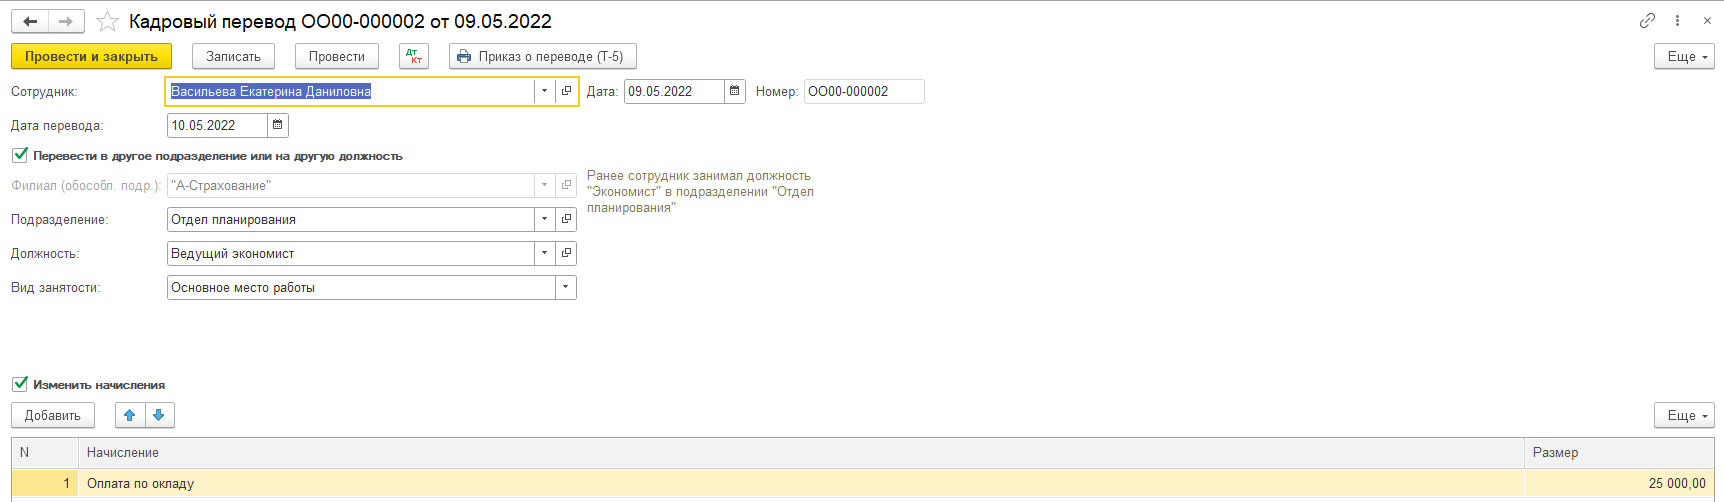 Кадровый перевод ОО00-000002 от 09.05.2022
Провести и закрыть Записать Провести Дт Кт Приказ о переводе (Т-5) Еще
Сотрудник: Васильева Екатерина Даниловна Дата: 09.05.2022 Номер: ОО00-000002
Дата перевода: 10.05.2022
Перевести в другое подразделение или на другую должность
Филиал (обособл. подр.): "А-Страхование"
Ранее сотрудник занимал должность
"Экономист" в подразделении "Отдел
планирования"
Подразделение: Отдел планирования
Должность: Ведущий экономист
Вид занятости: Основное место работы
Изменить начисления
Добавить Еще
N Начисление Размер
1 Оплата по окладу 25 000,00